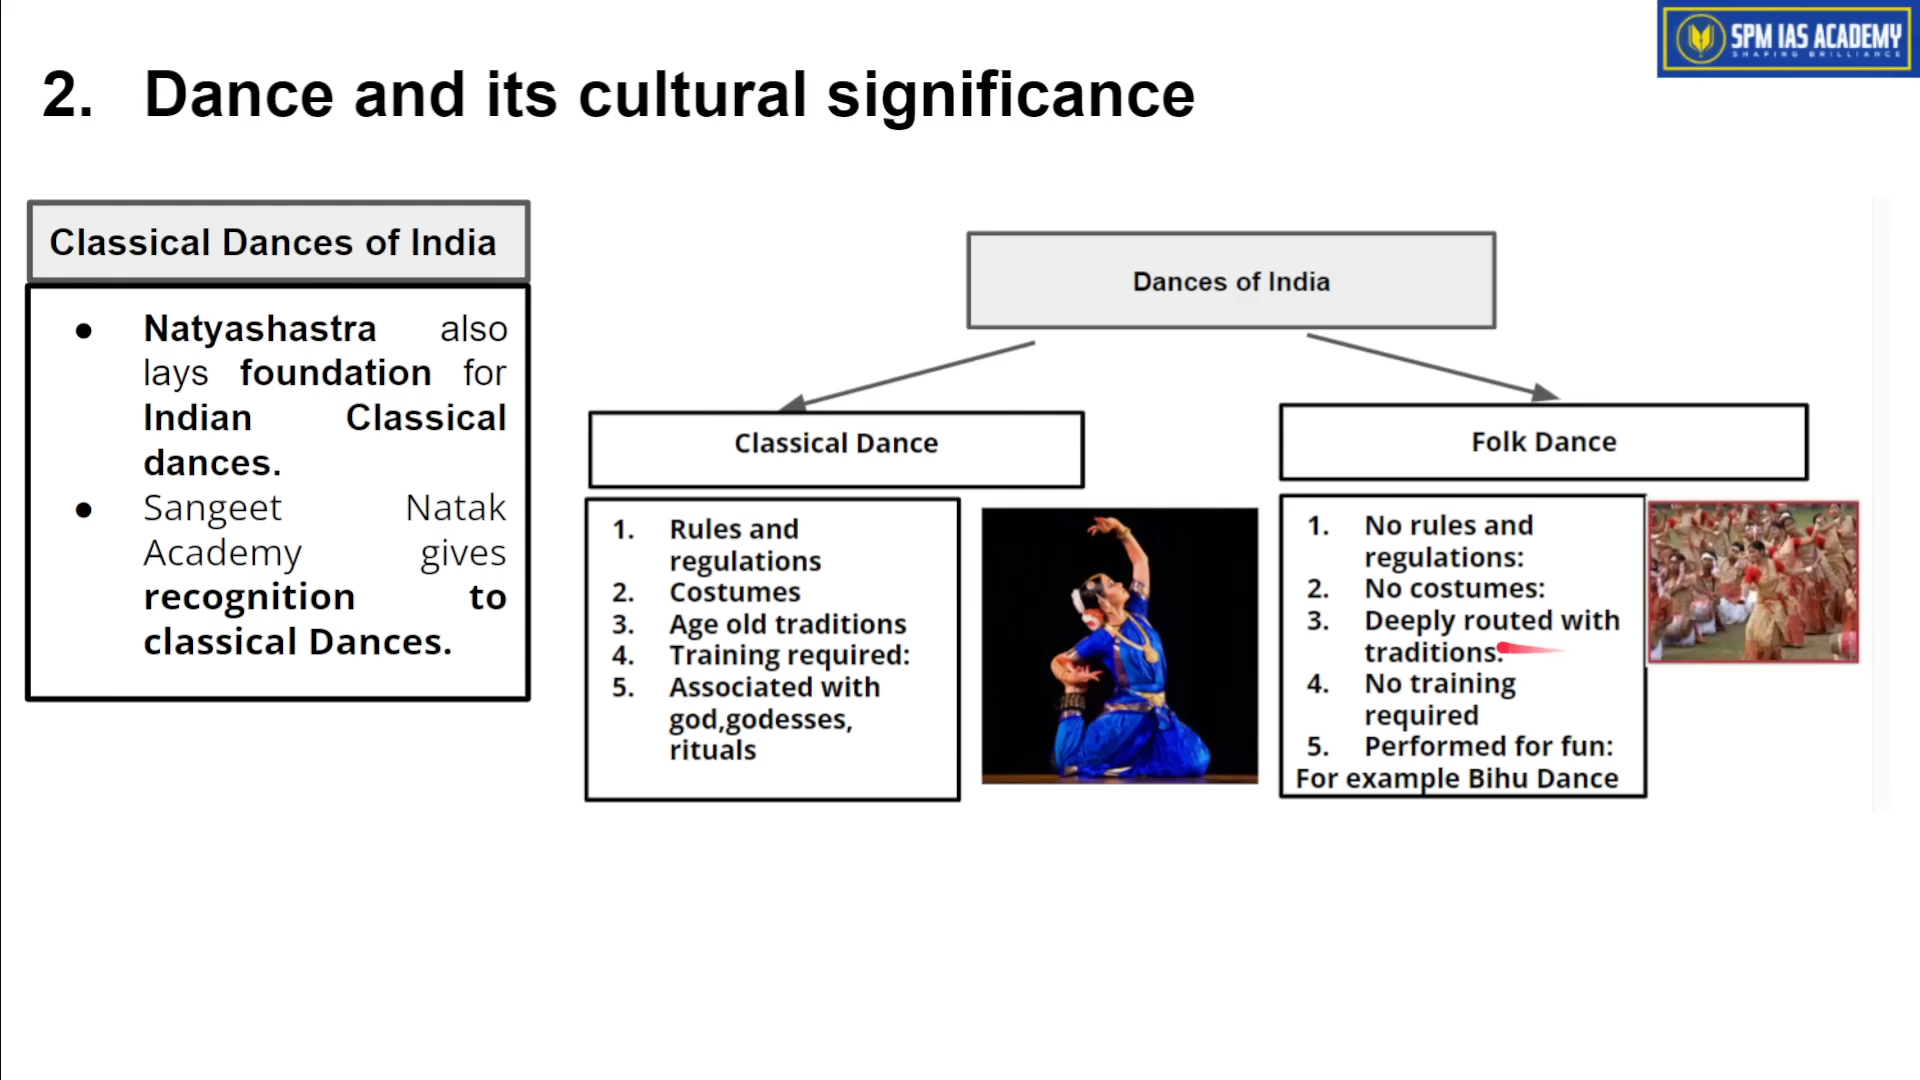 SPM IAS ACADEMY
SHAPING BRILLIANCE
2. Dance and its cultural significance
Classical Dances of India
● Natyashastra also
lays foundation for
Indian Classical
dances.
● Sangeet Natak
Academy gives
recognition to
classical Dances.
Dances of India
Classical Dance
1. Rules and
regulations
2. Costumes
3. Age old traditions
4. Training required:
5. Associated with
god,godesses,
rituals
Folk Dance
1. No rules and
regulations:
2. No costumes:
3. Deeply routed with
traditions.
4. No training
required
5. Performed for fun:
For example Bihu Dance